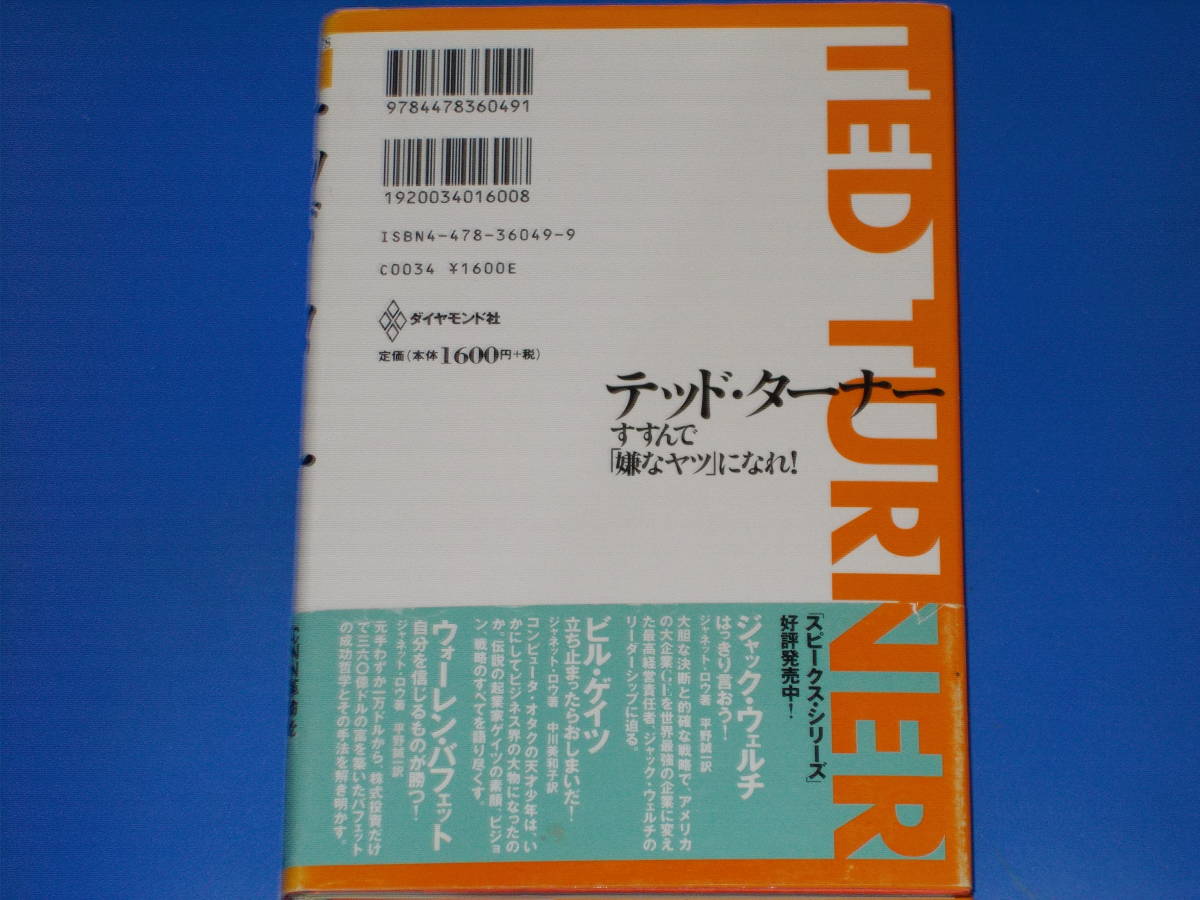 9784478360491
1920034016008
ISBN4-478-36049-9
C0034 ¥1600E
ダイヤモンド社
定価(本体1600円+税)
TED TURNER
テッド・ターナー
すすんで
「嫌なヤツ」になれ!
「スピークス・シリーズ」
好評発売中!
ジャック・ウェルチ
はっきり言おう!
ジャネット・ロウ著 平野誠一訳
大胆な決断と的確な戦略で、アメリカ
の大企業GEを世界最強の企業に変え
た最高経営責任者、ジャック・ウェルチの
リーダーシップに迫る。
ビル・ゲイツ
立ち止まったらおしまいだ!
ジャネット・ロウ著 中川美和子訳
コンピュータ・オタクの天才少年は、い
かにしてビジネス界の大物になったの
か。伝説の起業家ゲイツの素顔、ビジョ
ン、戦略のすべてを語り尽くす。
ウォーレン・バフェット
自分を信じるものが勝つ!
ジャネット・ロウ著 平野誠一訳
元手わずか一万ドルから、株式投資だけ
で三六〇億ドルの富を築いたバフェット
の成功哲学とその手法を解き明かす。